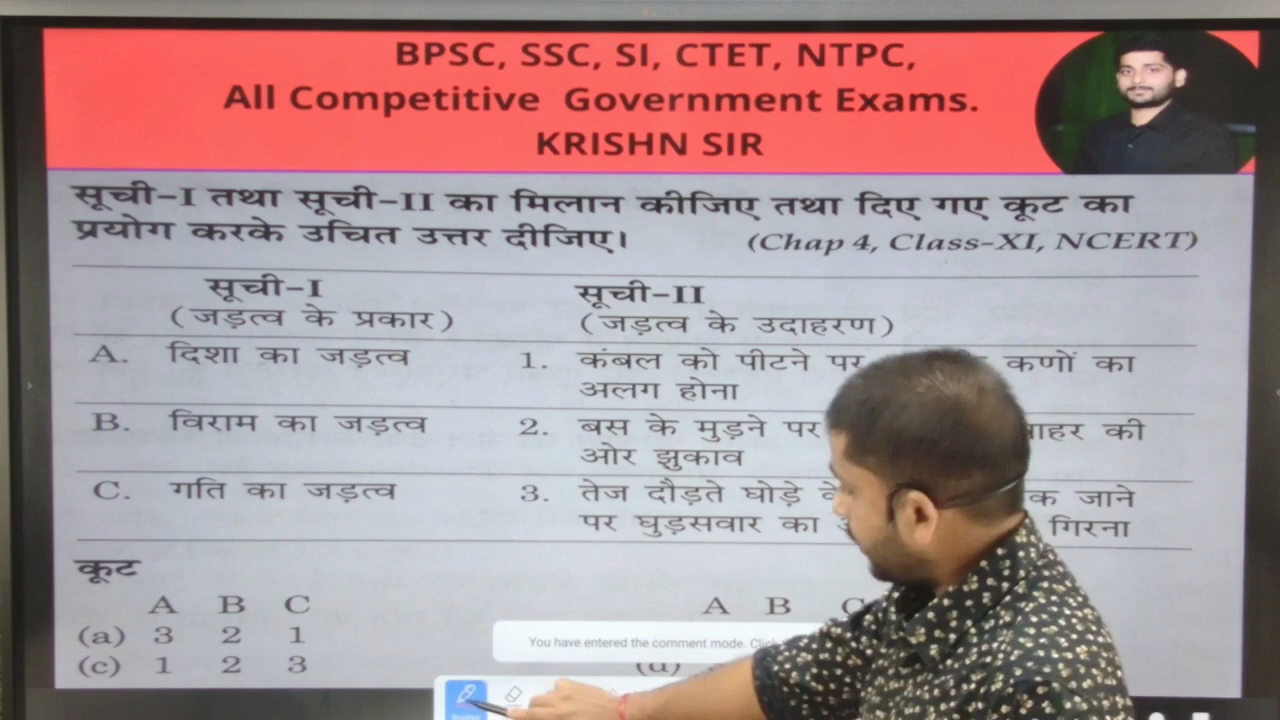 BPSC, SSC, SI, CTET, NTPC,
All Competitive Government Exams.
KRISHN SIR
सूची-I तथा सूची-II का मिलान कीजिए तथा दिए गए कूट का
प्रयोग करके उचित उत्तर दीजिए। (Chap 4, Class-XI, NCERT)
सूची-I सूची-II
(जड़त्व के प्रकार) (जड़त्व के उदाहरण)
A. दिशा का जड़त्व 1. कंबल को पीटने पर कणों का
अलग होना
B. विराम का जड़त्व 2. बस के मुड़ने पर की
ओर झुकाव
C. गति का जड़त्व 3. तेज दौड़ते घोड़े जाने
पर घुड़सवार का गिरना
कूट
A B C A B
(a) 3 2 1
You have entered the comment mode.
(c) 1 2 3